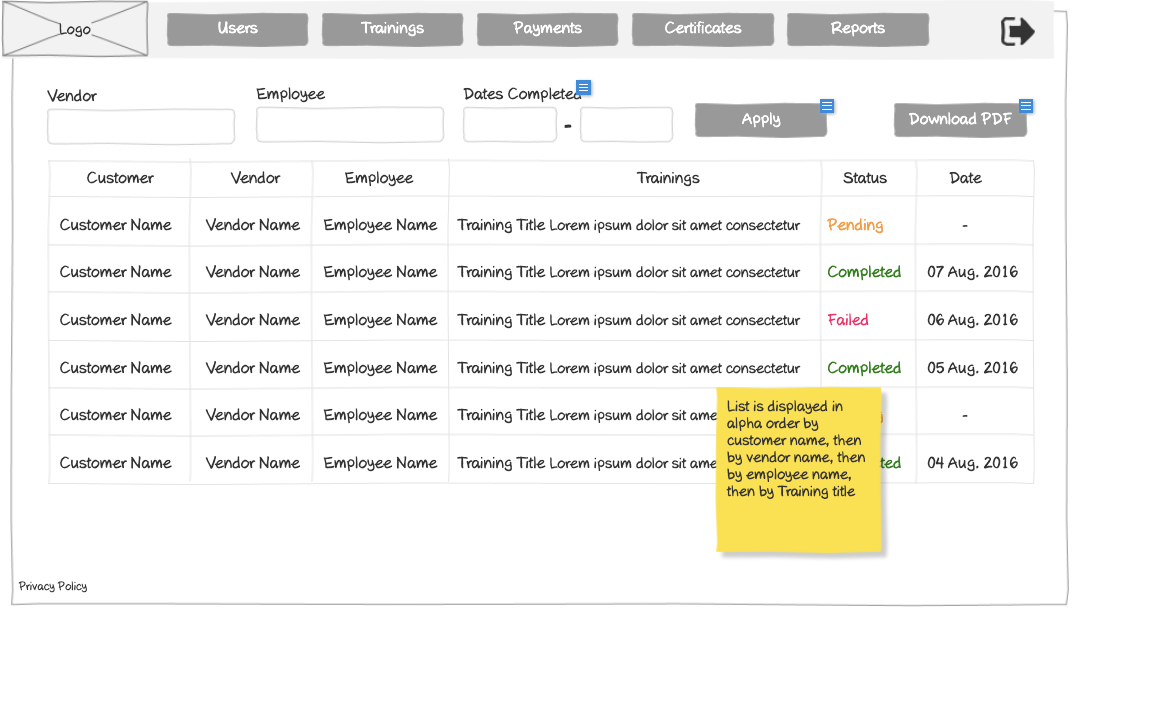 Logo
Users Trainings Payments Certificates Reports
Vendor Employee Dates Completed
- Apply Download PDF
Customer Vendor Employee Trainings Status Date
Customer Name Vendor Name Employee Name Training Title Lorem ipsum dolor sit amet consectetur Pending -
Customer Name Vendor Name Employee Name Training Title Lorem ipsum dolor sit amet consectetur Completed 07 Aug. 2016
Customer Name Vendor Name Employee Name Training Title Lorem ipsum dolor sit amet consectetur Failed 06 Aug. 2016
Customer Name Vendor Name Employee Name Training Title Lorem ipsum dolor sit amet consectetur Completed 05 Aug. 2016
Customer Name Vendor Name Employee Name Training Title Lorem ipsum dolor sit ame -
Customer Name Vendor Name Employee Name Training Title Lorem ipsum dolor sit ame ted 04 Aug. 2016
List is displayed in
alpha order by
customer name, then
by vendor name, then
by employee name,
then by Training title
Privacy Policy